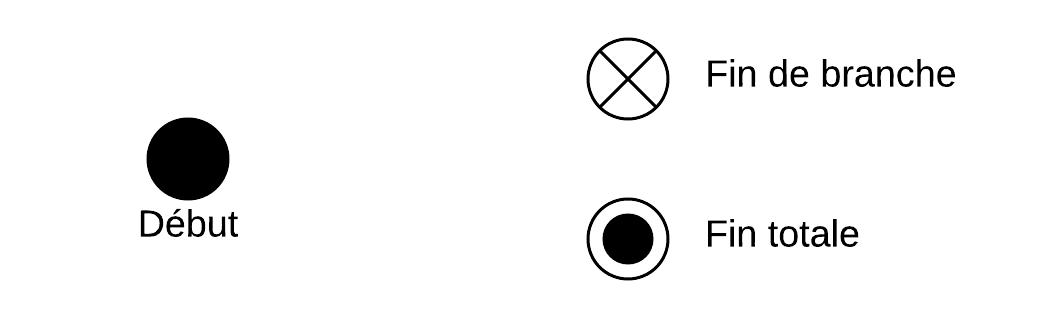 Fin de branche
Début
Fin totale